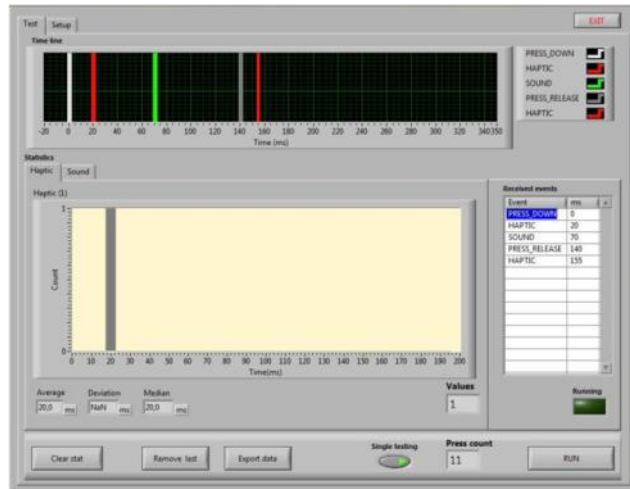 Test Setup
EXIT
Time line
PRESS_DOWN
HAPTIC
SOUND
PRESS_RELEASE
HAPTIC
-20 0 20 40 60 80 100 120 140 160 180 200 220 240 260 280 300 320 340 350
Time (ms)
Statistics
Haptic Sound
Haptic (1)
1
Count
0
0 10 20 30 40 50 60 70 80 90 100 110 120 130 140 150 160 170 180 190 200
Time(ms)
Received events
Event ms
PRESS_DOWN 0
HAPTIC 20
SOUND 70
PRESS_RELEASE 140
HAPTIC 155
Average Deviation Median
20,0 ms NaN ms 20,0 ms
Values
1
Running
Clear stat
Remove last
Export data
Single testing
Press count
11
RUN